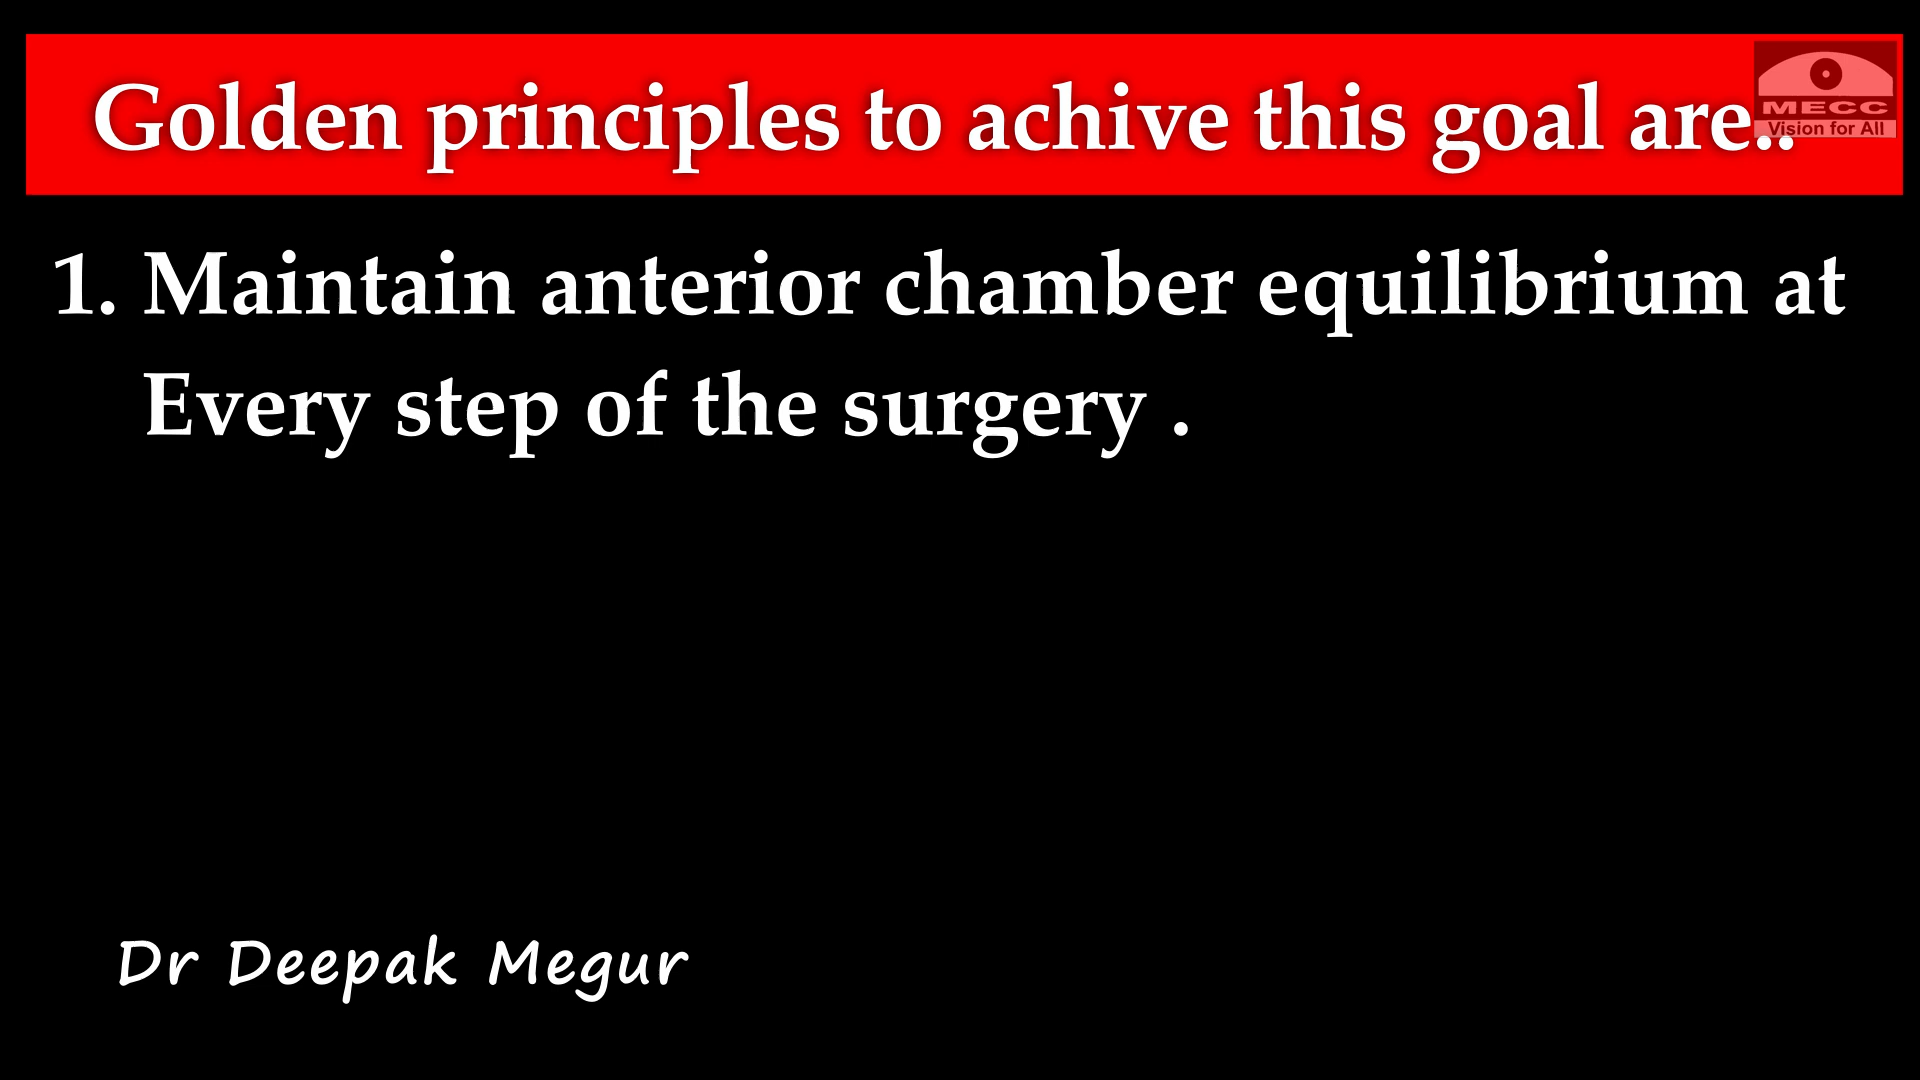 Golden principles to achive this goal are..
MECC
Vision for All
1. Maintain anterior chamber equilibrium at
Every step of the surgery .
Dr Deepak Megur